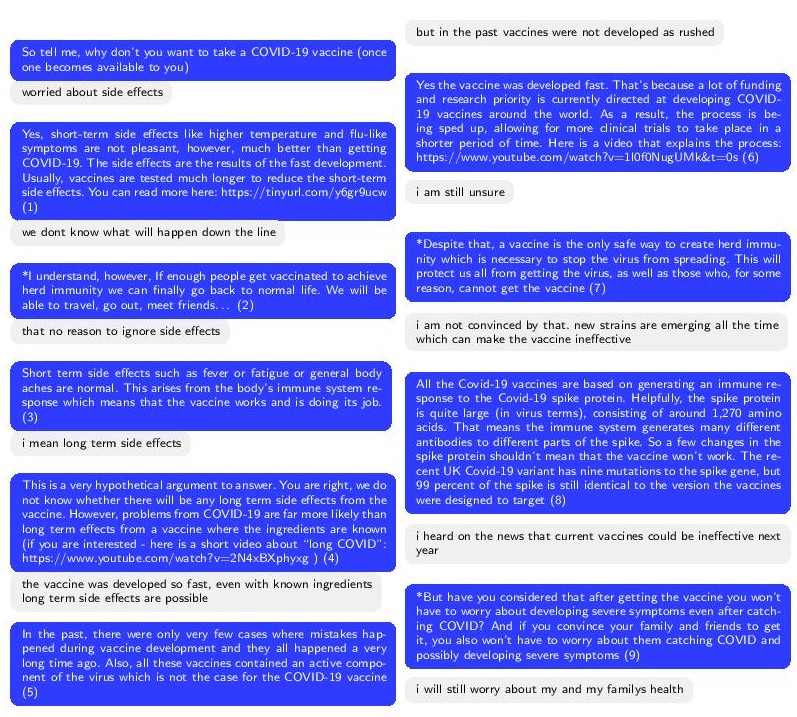 So tell me, why don't you want to take a COVID-19 vaccine (once
one becomes available to you)
worried about side effects
Yes, short-term side effects like higher temperature and flu-like
symptoms are not pleasant, however, much better than getting
COVID-19. The side effects are the results of the fast development.
Usually, vaccines are tested much longer to reduce the short-term
side effects. You can read more here: https://tinyurl.com/y6gr9ucw
(1)
we dont know what will happen down the line
*I understand, however, If enough people get vaccinated to achieve
herd immunity we can finally go back to normal life. We will be
able to travel, go out, meet friends... (2)
that no reason to ignore side effects
Short term side effects such as fever or fatigue or general body
aches are normal. This arises from the body's immune system re-
sponse which means that the vaccine works and is doing its job.
(3)
i mean long term side effects
This is a very hypothetical argument to answer. You are right, we do
not know whether there will be any long term side effects from the
vaccine. However, problems from COVID-19 are far more likely than
long term effects from a vaccine where the ingredients are known
(if you are interested - here is a short video about "long COVID":
https://www.youtube.com/watch?v=2N4xBXphyxg ) (4)
the vaccine was developed so fast, even with known ingredients
long term side effects are possible
In the past, there were only very few cases where mistakes hap-
pened during vaccine development and they all happened a very
long time ago. Also, all these vaccines contained an active compo-
nent of the virus which is not the case for the COVID-19 vaccine
(5)
but in the past vaccines were not developed as rushed
Yes the vaccine was developed fast. That's because a lot of funding
and research priority is currently directed at developing COVID-
19 vaccines around the world. As a result, the process is be-
ing sped up, allowing for more clinical trials to take place in a
shorter period of time. Here is a video that explains the process:
https://www.youtube.com/watch?v=1l0f0NugUMk&t=0s (6)
i am still unsure
*Despite that, a vaccine is the only safe way to create herd immu-
nity which is necessary to stop the virus from spreading. This will
protect us all from getting the virus, as well as those who, for some
reason, cannot get the vaccine (7)
i am not convinced by that. new strains are emerging all the time
which can make the vaccine ineffective
All the Covid-19 vaccines are based on generating an immune re-
sponse to the Covid-19 spike protein. Helpfully, the spike protein
is quite large (in virus terms), consisting of around 1,270 amino
acids. That means the immune system generates many different
antibodies to different parts of the spike. So a few changes in the
spike protein shouldn't mean that the vaccine won't work. The re-
cent UK Covid-19 variant has nine mutations to the spike gene, but
99 percent of the spike is still identical to the version the vaccines
were designed to target (8)
i heard on the news that current vaccines could be ineffective next
year
*But have you considered that after getting the vaccine you won't
have to worry about developing severe symptoms even after catch-
ing COVID? And if you convince your family and friends to get
it, you also won't have to worry about them catching COVID and
possibly developing severe symptoms (9)
i will still worry about my and my familys health